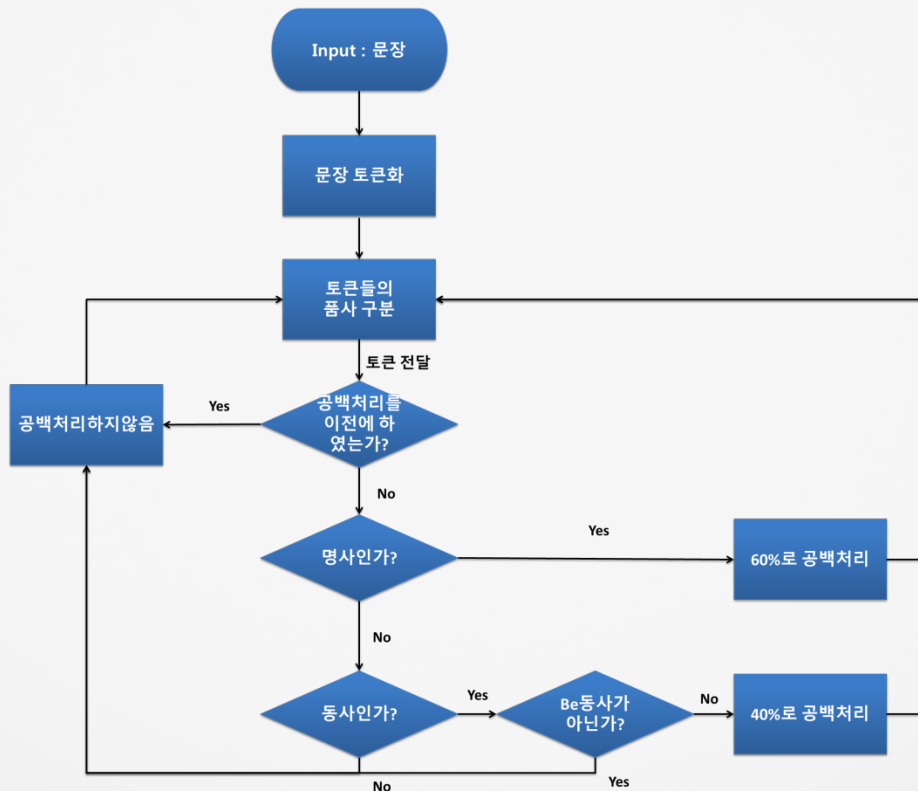 Input : 문장
문장 토큰화
토큰들의
품사 구분
토큰 전달
공백처리하지않음
Yes
공백처리를
이전에 하
였는가?
No
명사인가?
Yes
60%로 공백처리
No
동사인가?
Yes
Be동사가
아닌가?
No
40%로 공백처리
No
Yes